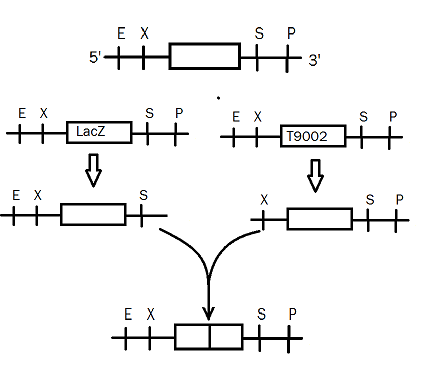 E X S P
5' 3'
E X S P E X S P
LacZ T9002
E X S X S P
E X S P